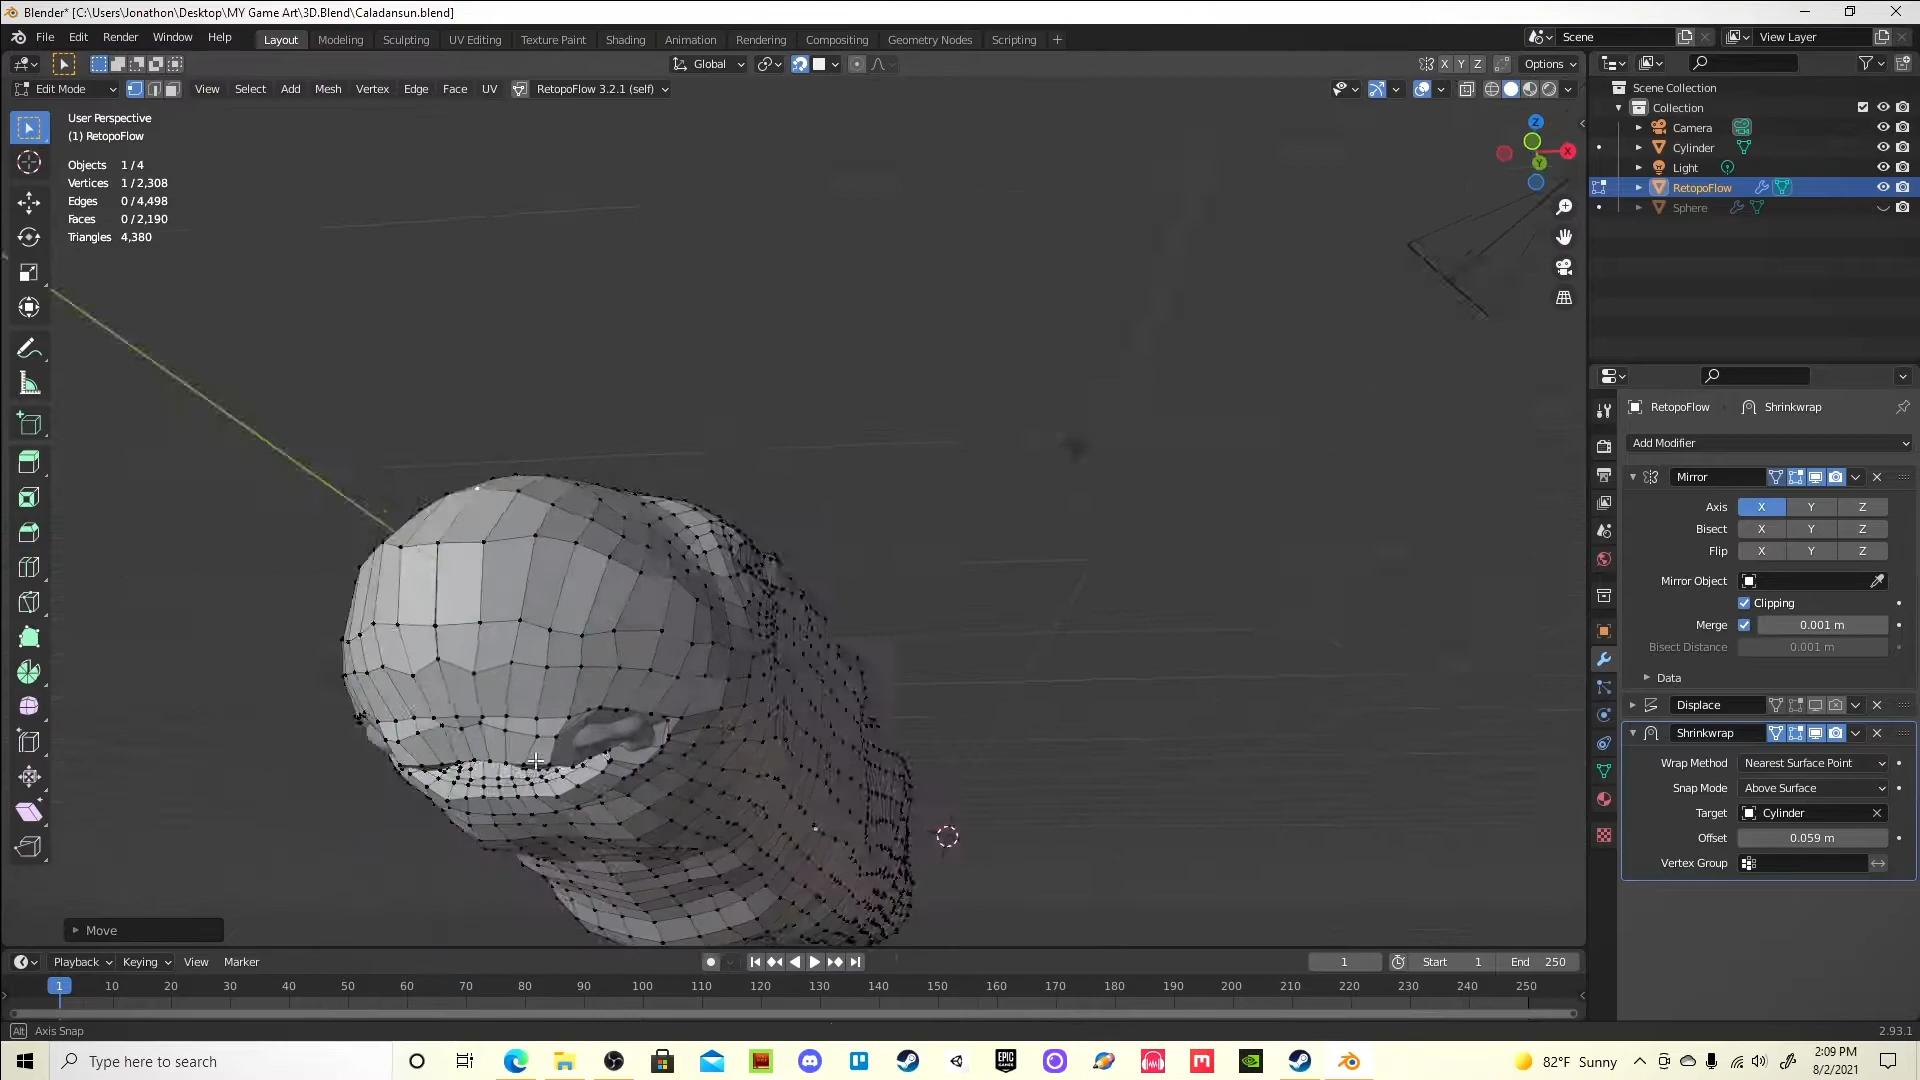 Blender* [C:\Users\Jonathon\Desktop\MY Game Art\3D.Blend\Caladansun.blend]
File Edit Render Window Help Layout Modeling Sculpting UV Editing Texture Paint Shading Animation Rendering Compositing Geometry Nodes Scripting + Scene View Layer
Global X Y Z Options
Edit Mode View Select Add Mesh Vertex Edge Face UV RetopoFlow 3.2.1 (self)
User Perspective
(1) RetopoFlow
Objects 1/4
Vertices 1/2,308
Edges 0/4,498
Faces 0/2,190
Triangles 4,380
Z
X
Y
Move
Scene Collection
Collection
Camera
Cylinder
Light
RetopoFlow
Sphere
RetopoFlow Shrinkwrap
Add Modifier
Mirror
Axis X Y Z
Bisect X Y Z
Flip X Y Z
Mirror Object
Clipping
Merge 0.001 m
Bisect Distance 0.001 m
Data
Displace
Shrinkwrap
Wrap Method Nearest Surface Point
Snap Mode Above Surface
Target Cylinder
Offset 0.059 m
Vertex Group
Playback Keying View Marker 1 Start 1 End 250
1 10 20 30 40 50 60 70 80 90 100 110 120 130 140 150 160 170 180 190 200 210 220 230 240 250
Alt Axis Snap 2.93.1
Type here to search
EPIC GAMES
82°F Sunny
2:09 PM
8/2/2021